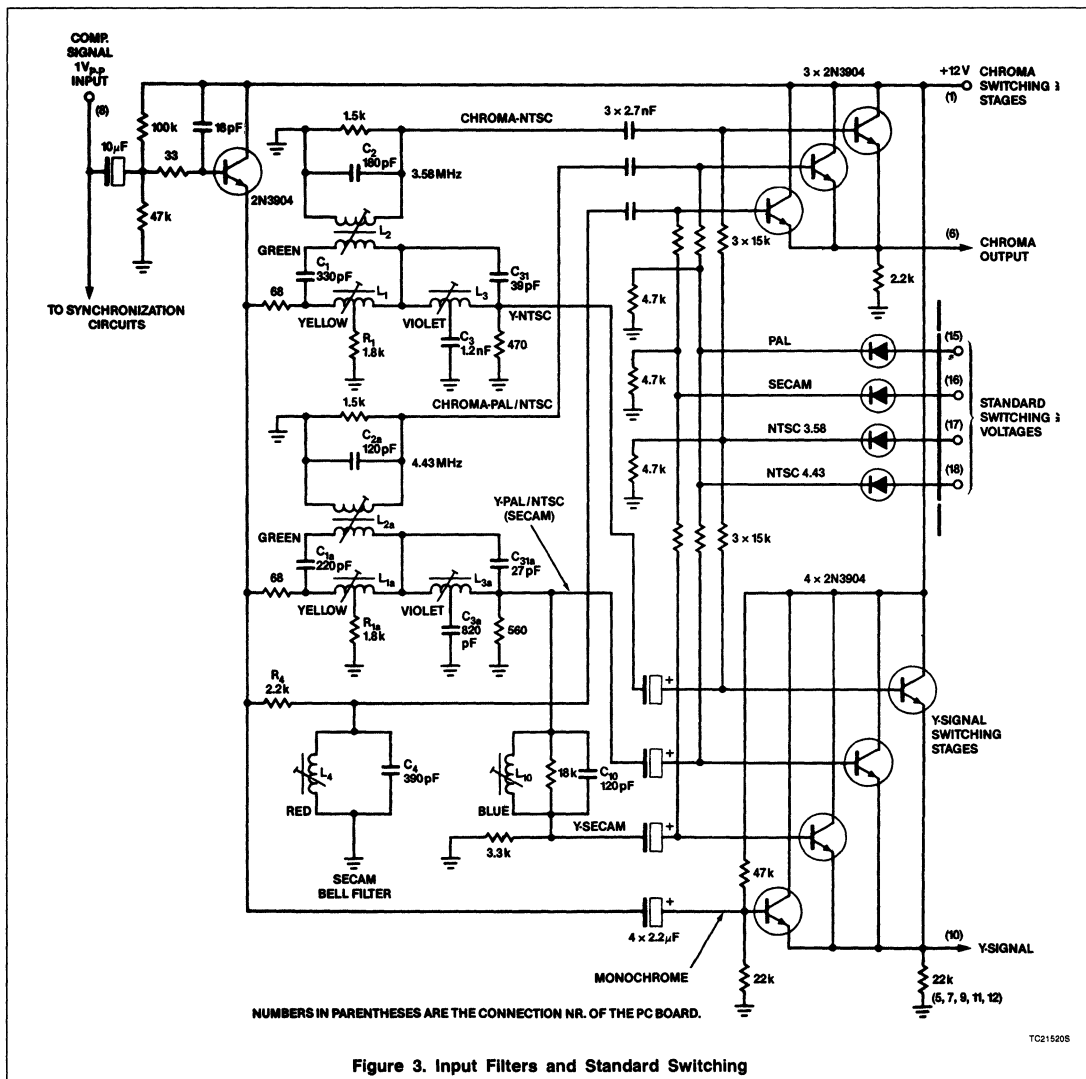 COMP.
SIGNAL
1VP-P
INPUT
(8)
3 × 2N3904
+12V
(1)
CHROMA
SWITCHING :
STAGES
100k
18pF
10µF
33
2N3904
47k
TO SYNCHRONIZATION
CIRCUITS
1.5k
CHROMA-NTSC
3 × 2.7nF
C2
180pF
3.58MHz
L2
GREEN
C1
330pF
C31
39pF
68
L1
L3
Y-NTSC
YELLOW
VIOLET
R1
1.8k
C3
1.2nF
470
3 × 15k
(6)
CHROMA
OUTPUT
2.2k
4.7k
PAL
(15)
4.7k
SECAM
(16)
STANDARD
SWITCHING :
VOLTAGES
NTSC 3.58
(17)
4.7k
NTSC 4.43
(18)
1.5k
CHROMA-PAL/NTSC
C2a
120pF
4.43MHz
Y-PAL/NTSC
(SECAM)
L2a
GREEN
C1a
220pF
C31a
27pF
68
L1a
L3a
YELLOW
VIOLET
R1a
1.8k
C3a
820
pF
560
3 × 15k
4 × 2N3904
R4
2.2k
+
Y-SIGNAL
SWITCHING
STAGES
L4
C4
390pF
RED
L10
18k
C10
120pF
BLUE
+
Y-SECAM
+
3.3k
SECAM
BELL FILTER
47k
+
4 × 2.2µF
MONOCHROME
22k
(10)
Y-SIGNAL
22k
(5, 7, 9, 11, 12)
NUMBERS IN PARENTHESES ARE THE CONNECTION NR. OF THE PC BOARD.
TC21520S
Figure 3. Input Filters and Standard Switching